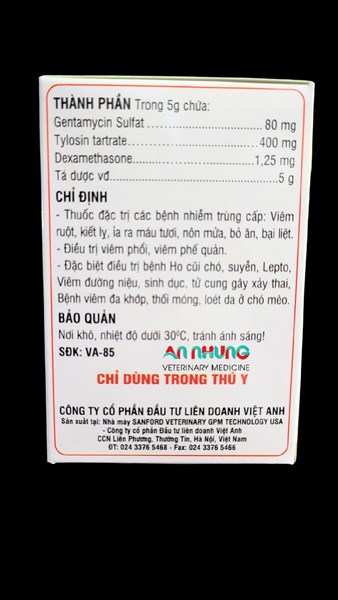 THÀNH PHẦN Trong 5g chứa:
Gentamycin Sulfat ........................... 80 mg
Tylosin tartrate................................400 mg
Dexamethasone..............................1,25 mg
Tá dược vđ..........................................5 g
CHỈ ĐỊNH
- Thuốc đặc trị các bệnh nhiễm trùng cấp: Viêm
ruột, kiết lỵ, ỉa ra máu tươi, nôn mửa, bỏ ăn, bại liệt.
- Điều trị viêm phổi, viêm phế quản.
- Đặc biệt điều trị bệnh Ho cũi chó, suyễn, Lepto,
Viêm đường niệu, sinh dục, tử cung gây xảy thai,
Bệnh viêm đa khớp, thối móng, loét da ở chó mèo.
BẢO QUẢN
Nơi khô, nhiệt độ dưới 30ºC, tránh ánh sáng!
SĐK: VA-85
AN NHUNG
VETERINARY MEDICINE
CHỈ DÙNG TRONG THÚ Y
CÔNG TY CỔ PHẦN ĐẦU TƯ LIÊN DOANH VIỆT ANH
Sản xuất tại: Nhà máy SANFORD VETERINARY GPM TECHNOLOGY USA
- Công ty cổ phần Đầu tư liên doanh Việt Anh
CCN Liên Phương, Thường Tín, Hà Nội, Việt Nam
ĐT: 024 3376 5468 - Fax: 024 3376 5466